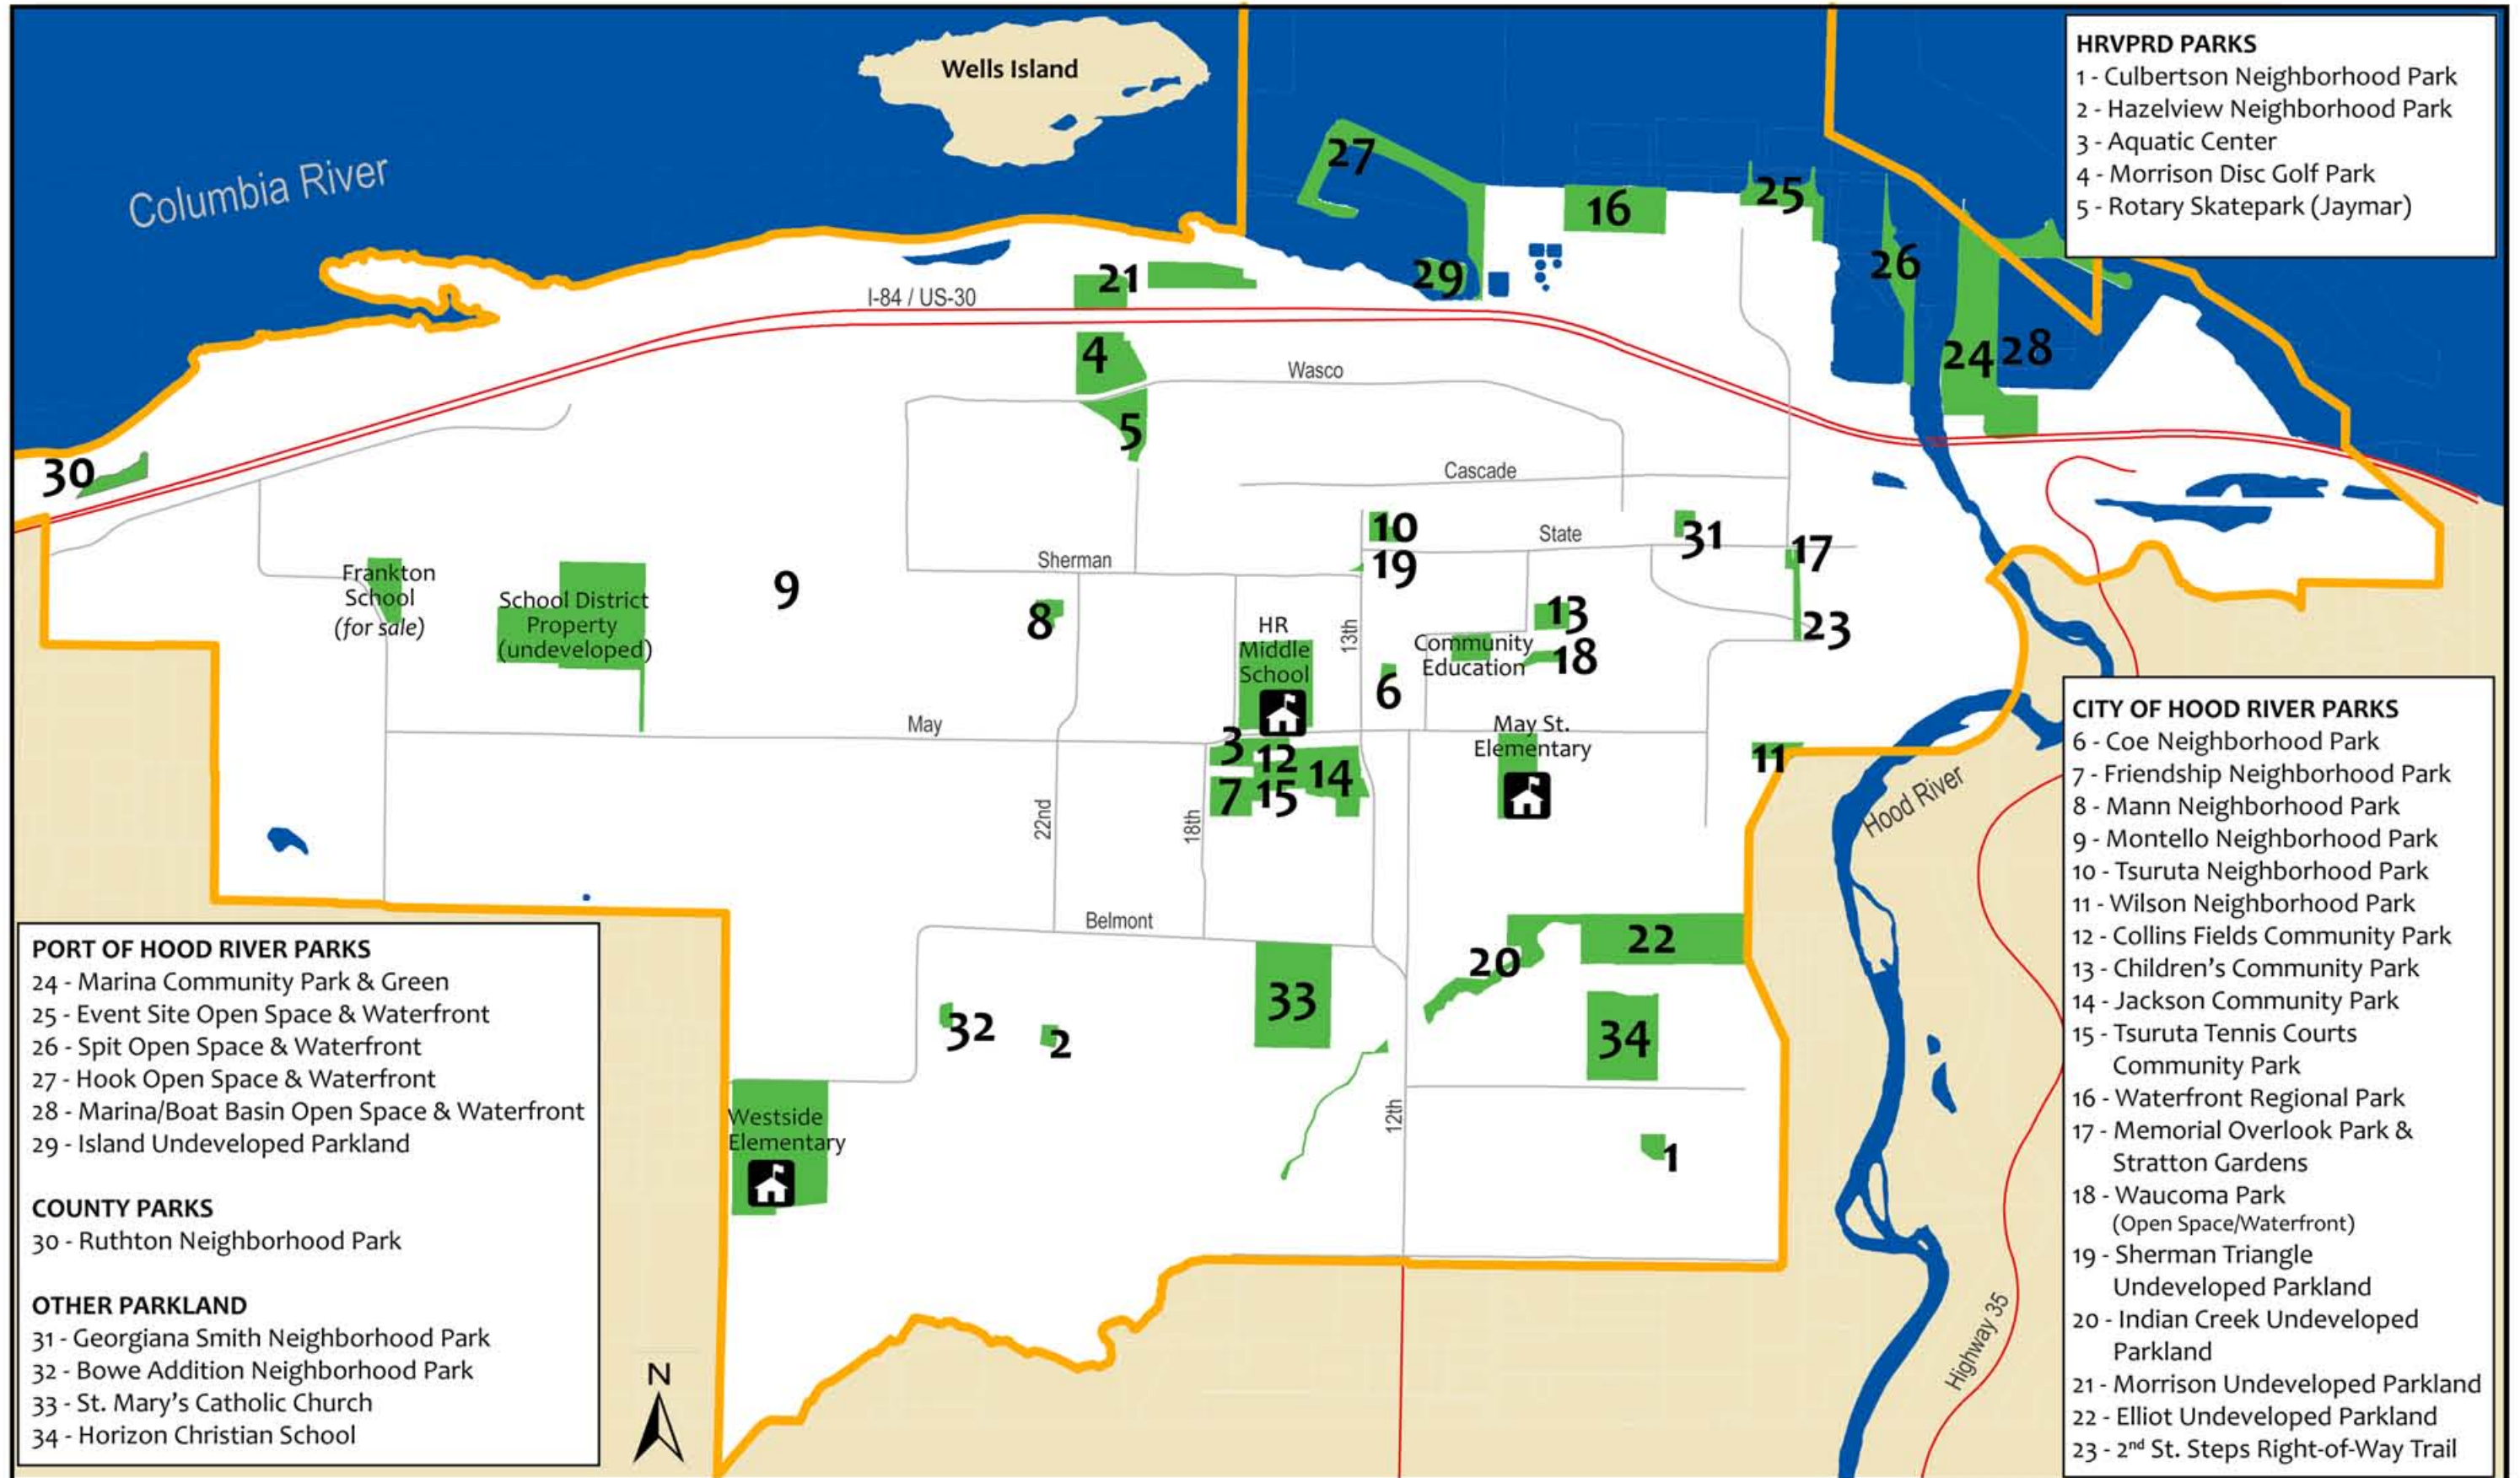 Wells Island
Columbia River
27
16
25
29
26
21
I-84 / US-30
4
24
28
Wasco
5
30
Cascade
10
State
31
17
19
Sherman
Frankton
School
(for sale)
School District
Property
(undeveloped)
9
8
13
23
HR
Middle
School
13th
Community
Education
18
6
May
May St.
Elementary
3
12
14
7
15
11
22nd
18th
Hood River
Belmont
22
20
33
34
32
2
12th
Westside
Elementary
1
Highway 35
N
HRVPRD PARKS
1 - Culbertson Neighborhood Park
2 - Hazelview Neighborhood Park
3 - Aquatic Center
4 - Morrison Disc Golf Park
5 - Rotary Skatepark (Jaymar)
CITY OF HOOD RIVER PARKS
6 - Coe Neighborhood Park
7 - Friendship Neighborhood Park
8 - Mann Neighborhood Park
9 - Montello Neighborhood Park
10 - Tsuruta Neighborhood Park
11 - Wilson Neighborhood Park
12 - Collins Fields Community Park
13 - Children's Community Park
14 - Jackson Community Park
15 - Tsuruta Tennis Courts
Community Park
16 - Waterfront Regional Park
17 - Memorial Overlook Park &
Stratton Gardens
18 - Waucoma Park
(Open Space/Waterfront)
19 - Sherman Triangle
Undeveloped Parkland
20 - Indian Creek Undeveloped
Parkland
21 - Morrison Undeveloped Parkland
22 - Elliot Undeveloped Parkland
23 - 2nd St. Steps Right-of-Way Trail
PORT OF HOOD RIVER PARKS
24 - Marina Community Park & Green
25 - Event Site Open Space & Waterfront
26 - Spit Open Space & Waterfront
27 - Hook Open Space & Waterfront
28 - Marina/Boat Basin Open Space & Waterfront
29 - Island Undeveloped Parkland
COUNTY PARKS
30 - Ruthton Neighborhood Park
OTHER PARKLAND
31 - Georgiana Smith Neighborhood Park
32 - Bowe Addition Neighborhood Park
33 - St. Mary's Catholic Church
34 - Horizon Christian School